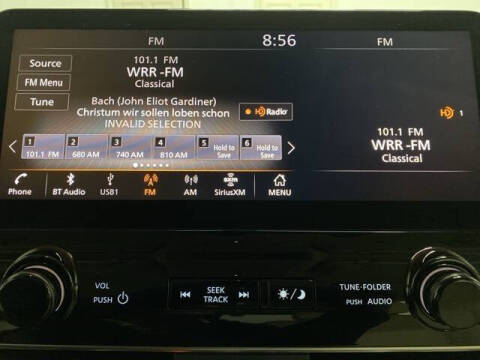 FM
8:56
FM
Source
FM Menu
Tune
101.1 FM
WRR -FM
Classical
Bach (John Eliot Gardiner)
Christum wir sollen loben schon
INVALID SELECTION
HD Radio
HD 1
101.1 FM
WRR -FM
Classical
1 2 3 4 5 6
101.1 FM 680 AM 740 AM 810 AM Hold to Save Hold to Save
Phone BT Audio USB1 FM AM SiriusXM MENU
VOL
PUSH
SEEK
TRACK
TUNE-FOLDER
PUSH AUDIO